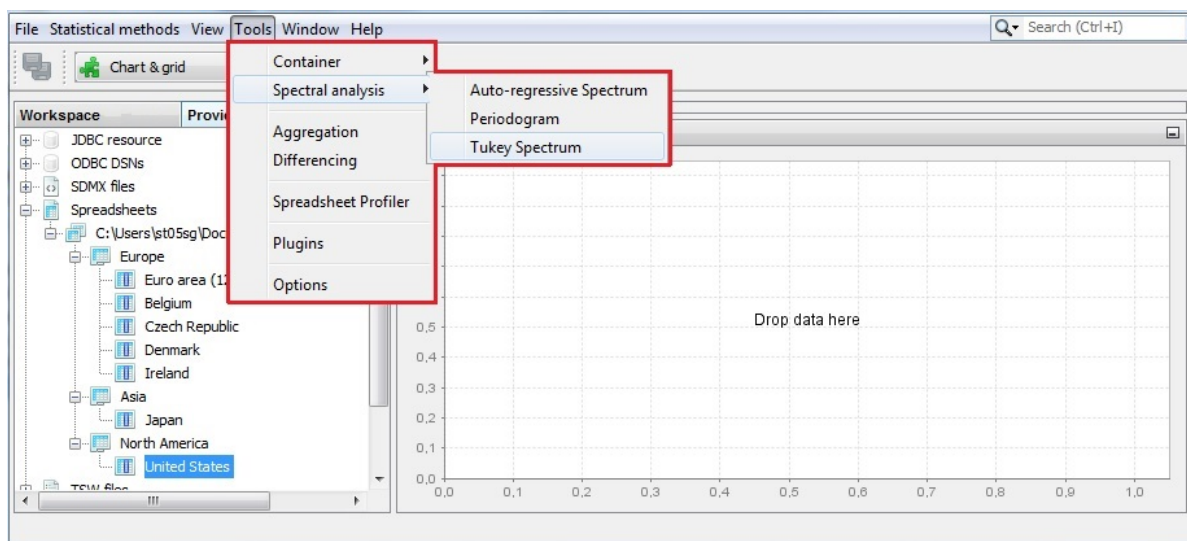 File Statistical methods View Tools Window Help
Search (Ctrl+I)
Chart & grid
Container
Spectral analysis
Aggregation
Differencing
Spreadsheet Profiler
Plugins
Options
Auto-regressive Spectrum
Periodogram
Tukey Spectrum
Workspace
JDBC resource
ODBC DSNs
SDMX files
Spreadsheets
C:\Users\st05sg\Doc
Europe
Euro area (12
Belgium
Czech Republic
Denmark
Ireland
Asia
Japan
North America
United States
TSW files
Drop data here
0,5
0,4
0,3
0,2
0,1
0,0
0,0 0,1 0,2 0,3 0,4 0,5 0,6 0,7 0,8 0,9 1,0